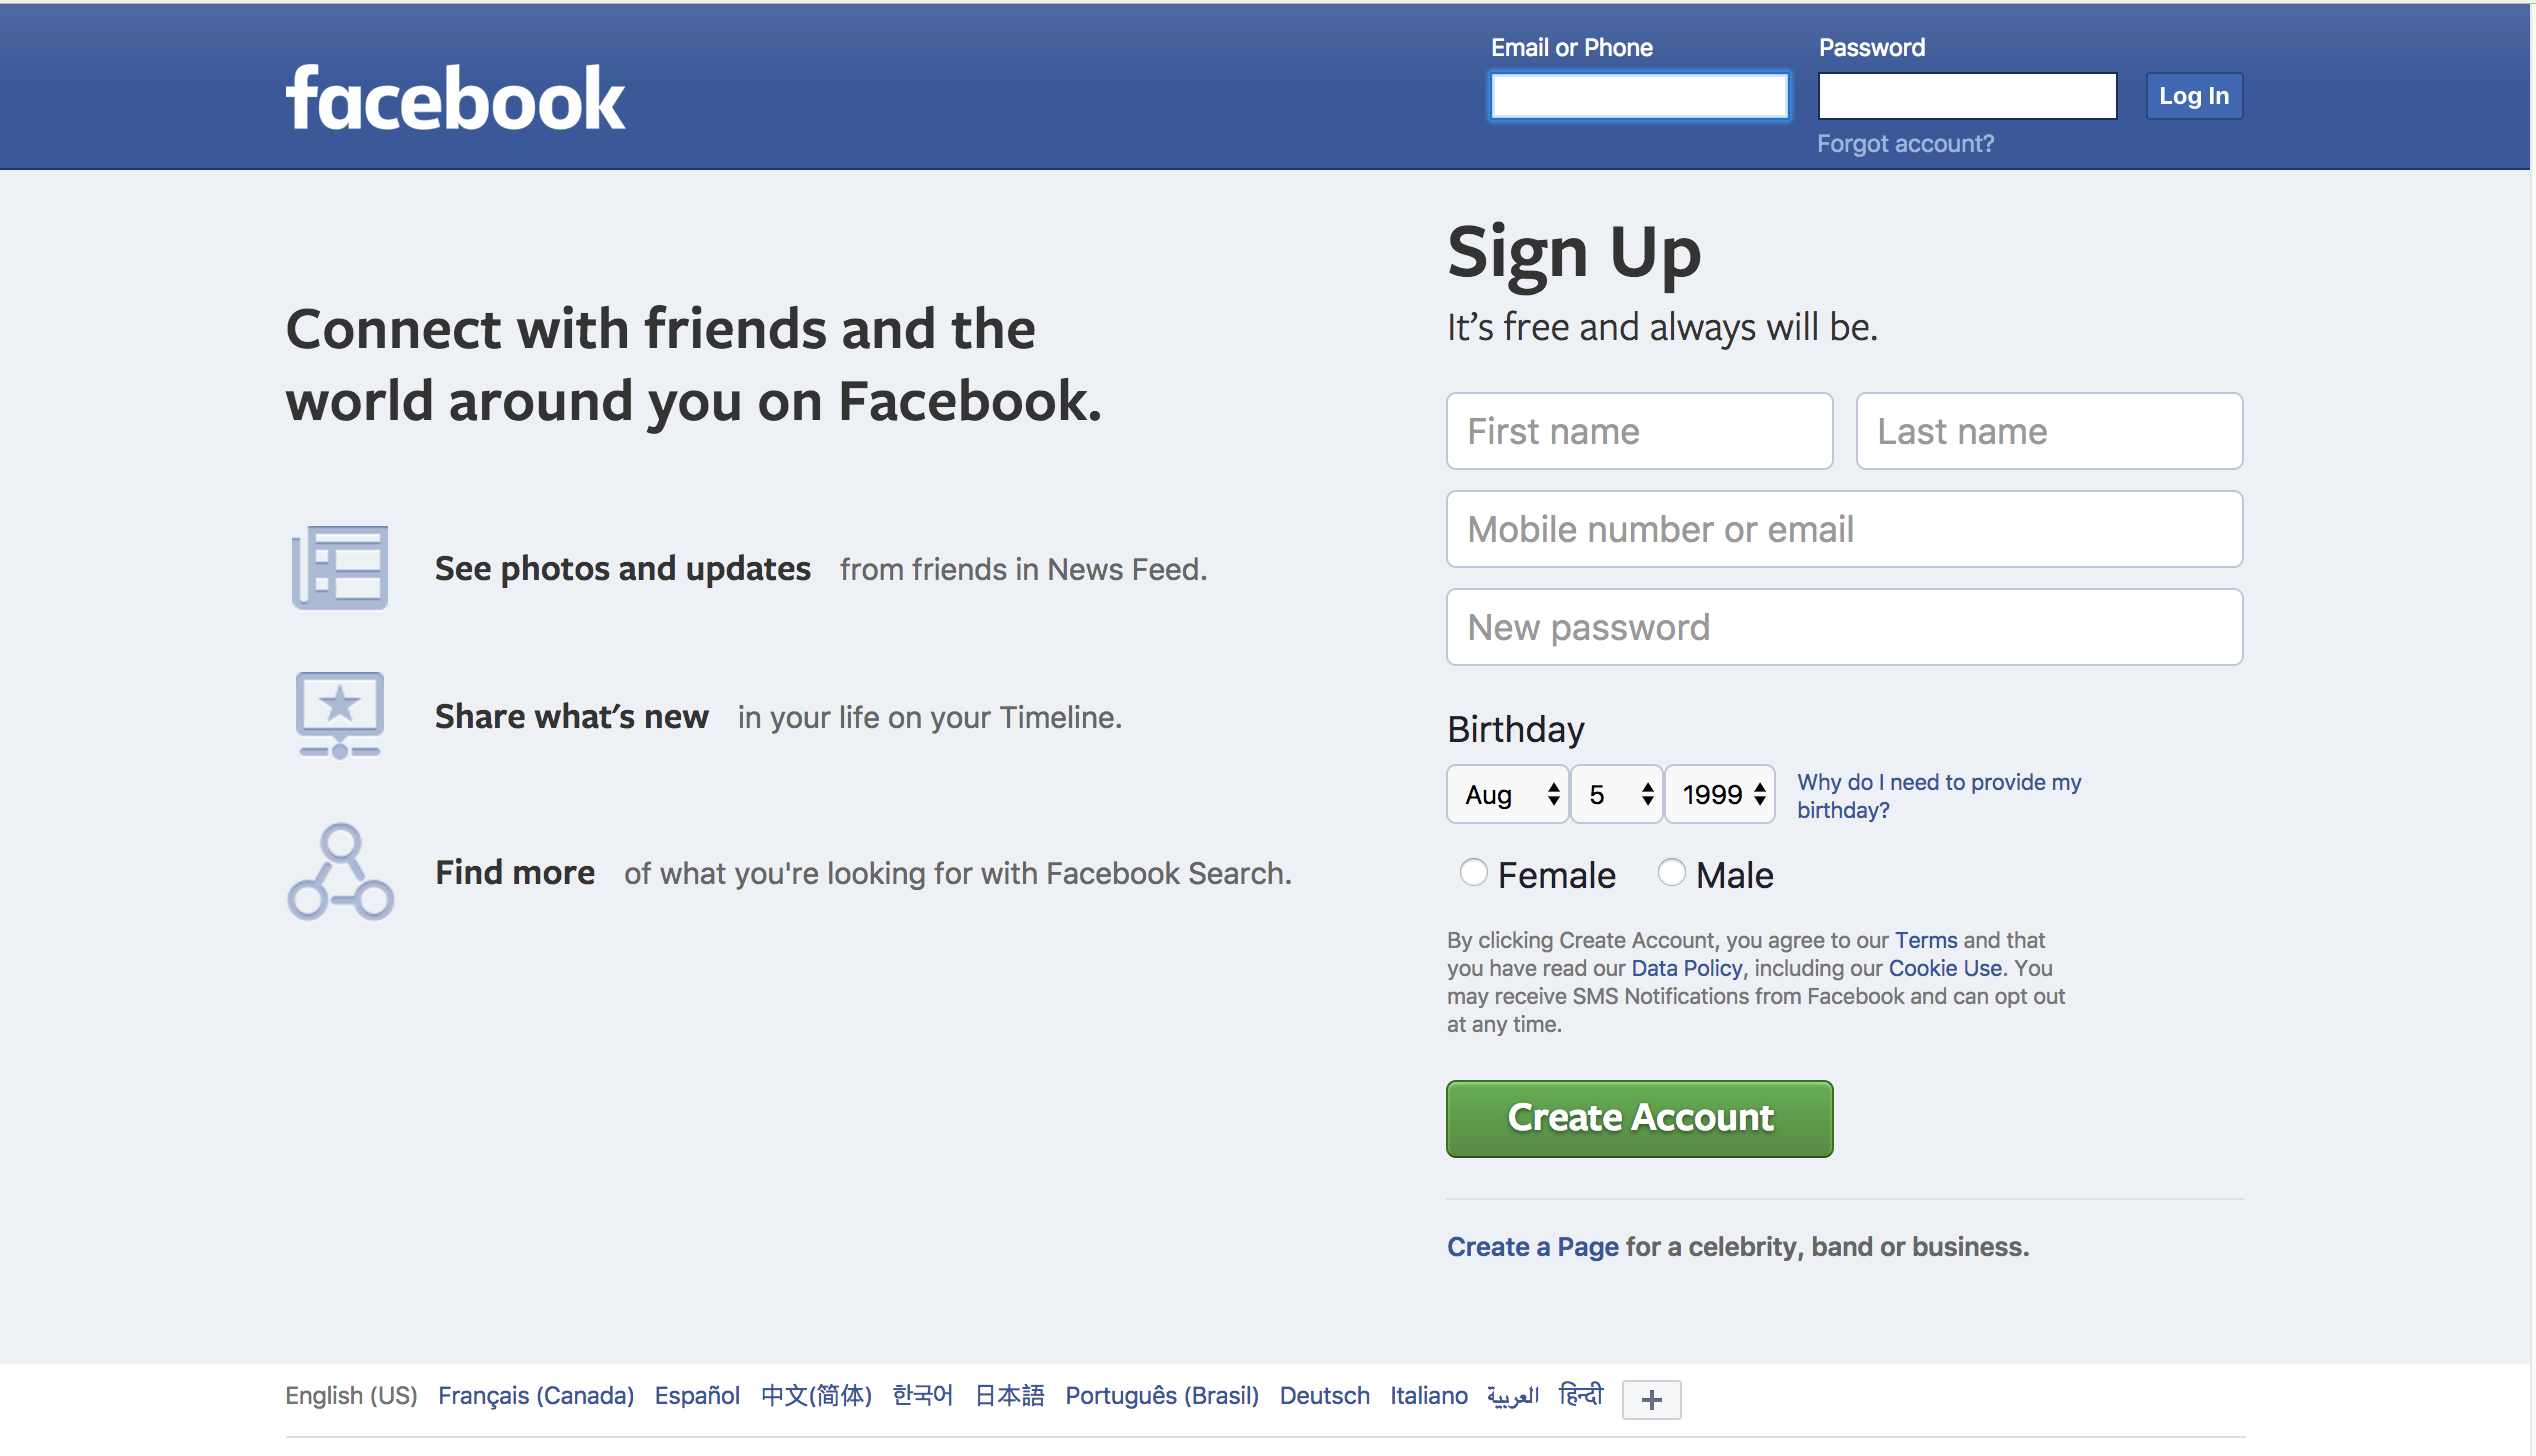 facebook
Email or Phone
Password
Log In
Forgot account?
Connect with friends and the
world around you on Facebook.
See photos and updates from friends in News Feed.
Share what's new in your life on your Timeline.
Find more of what you're looking for with Facebook Search.
Sign Up
It's free and always will be.
First name
Last name
Mobile number or email
New password
Birthday
Aug 5 1999
Why do I need to provide my
birthday?
Female Male
By clicking Create Account, you agree to our Terms and that
you have read our Data Policy, including our Cookie Use. You
may receive SMS Notifications from Facebook and can opt out
at any time.
Create Account
Create a Page for a celebrity, band or business.
English (US) Français (Canada) Español 中文(简体) 한국어 日本語 Português (Brasil) Deutsch Italiano العربية हिन्दी +